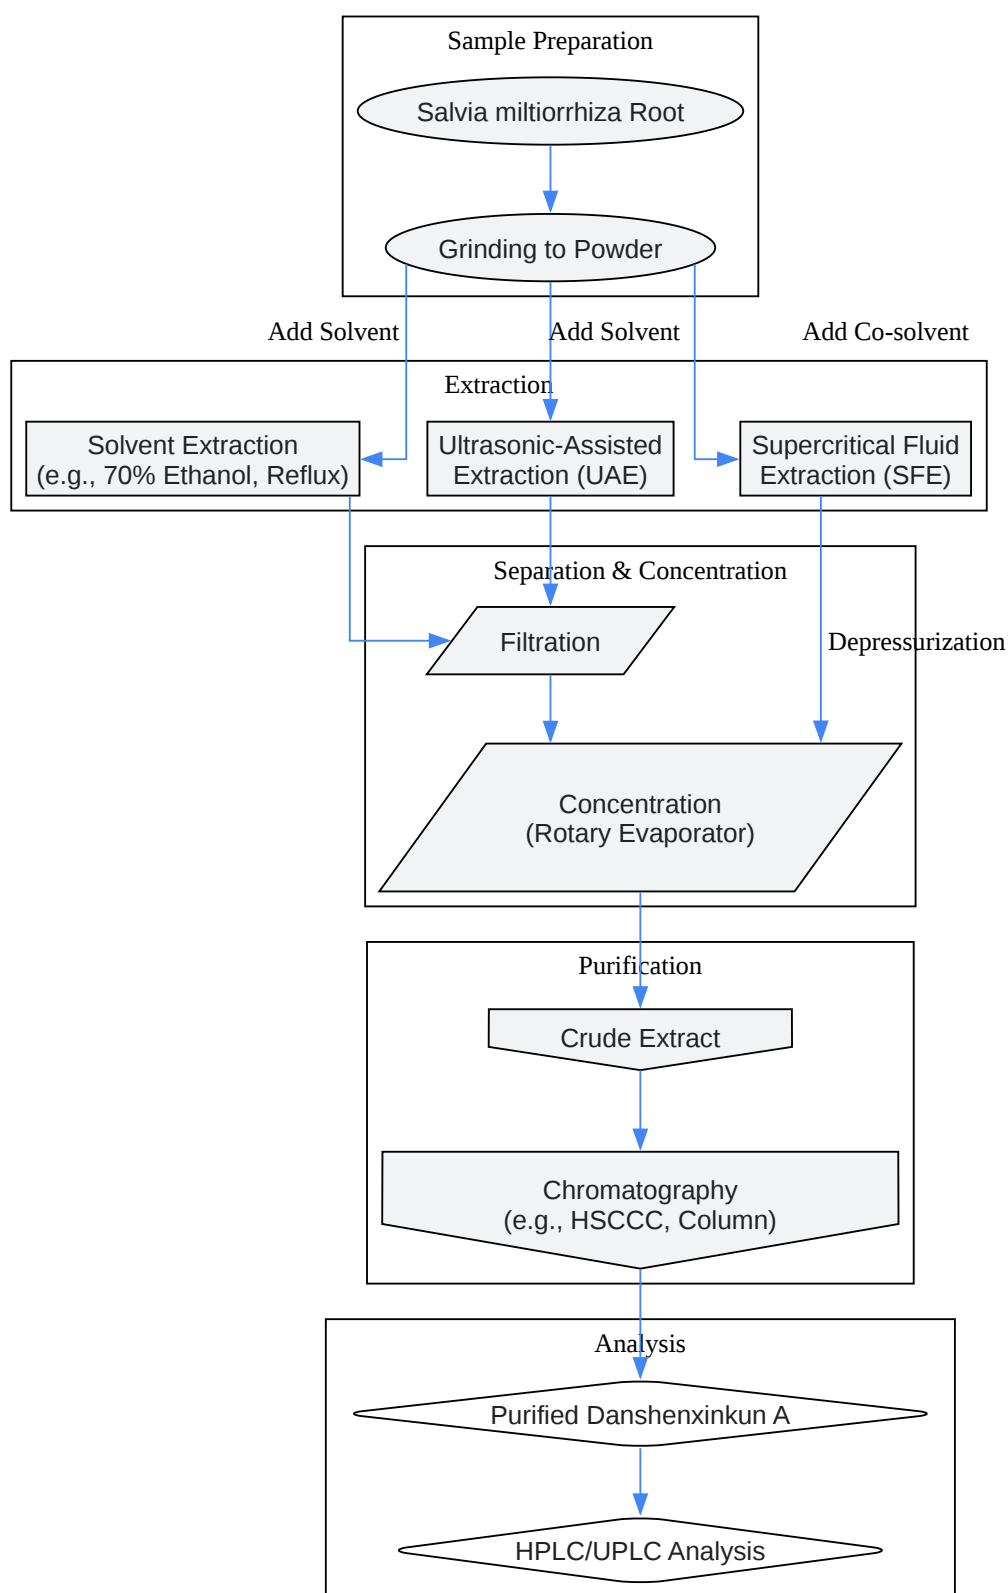 Sample Preparation
Salvia miltiorrhiza Root
Grinding to Powder
Add Solvent
Add Solvent
Add Co-solvent
Extraction
Solvent Extraction
(e.g., 70% Ethanol, Reflux)
Ultrasonic-Assisted
Extraction (UAE)
Supercritical Fluid
Extraction (SFE)
Separation & Concentration
Filtration
Depressurization
Concentration
(Rotary Evaporator)
Purification
Crude Extract
Chromatography
(e.g., HSCCC, Column)
Analysis
Purified Danshenxinkun A
HPLC/UPLC Analysis